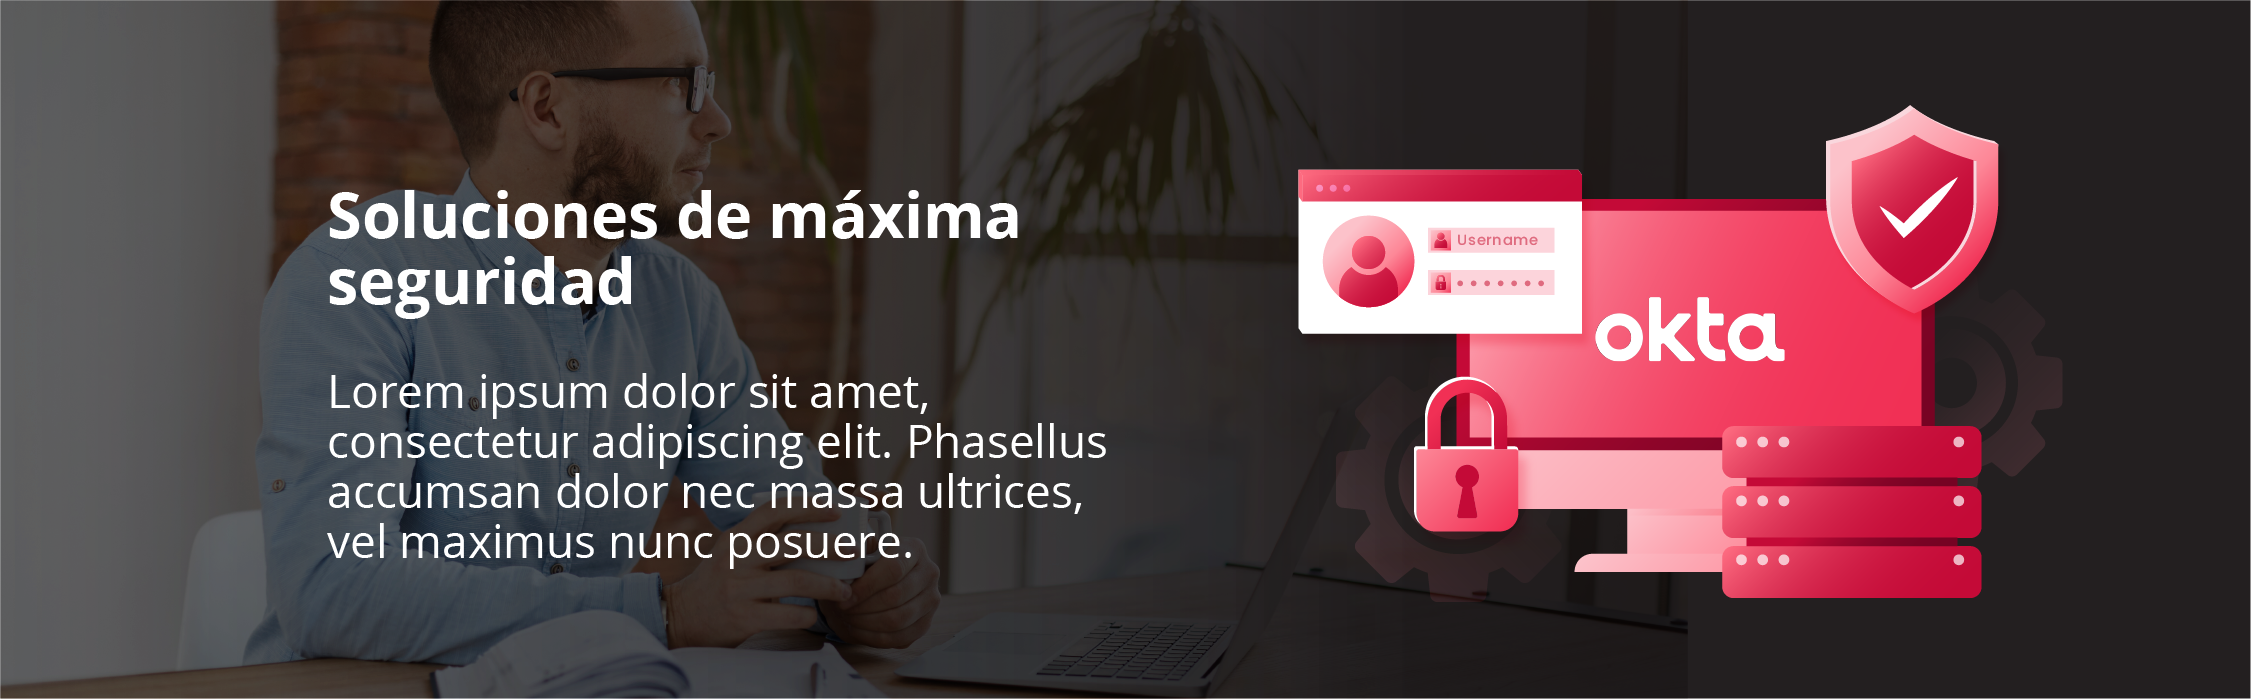 Soluciones de máxima
seguridad
Lorem ipsum dolor sit amet,
consectetur adipiscing elit. Phasellus
accumsan dolor nec massa ultrices,
vel maximus nunc posuere.
Username
okta